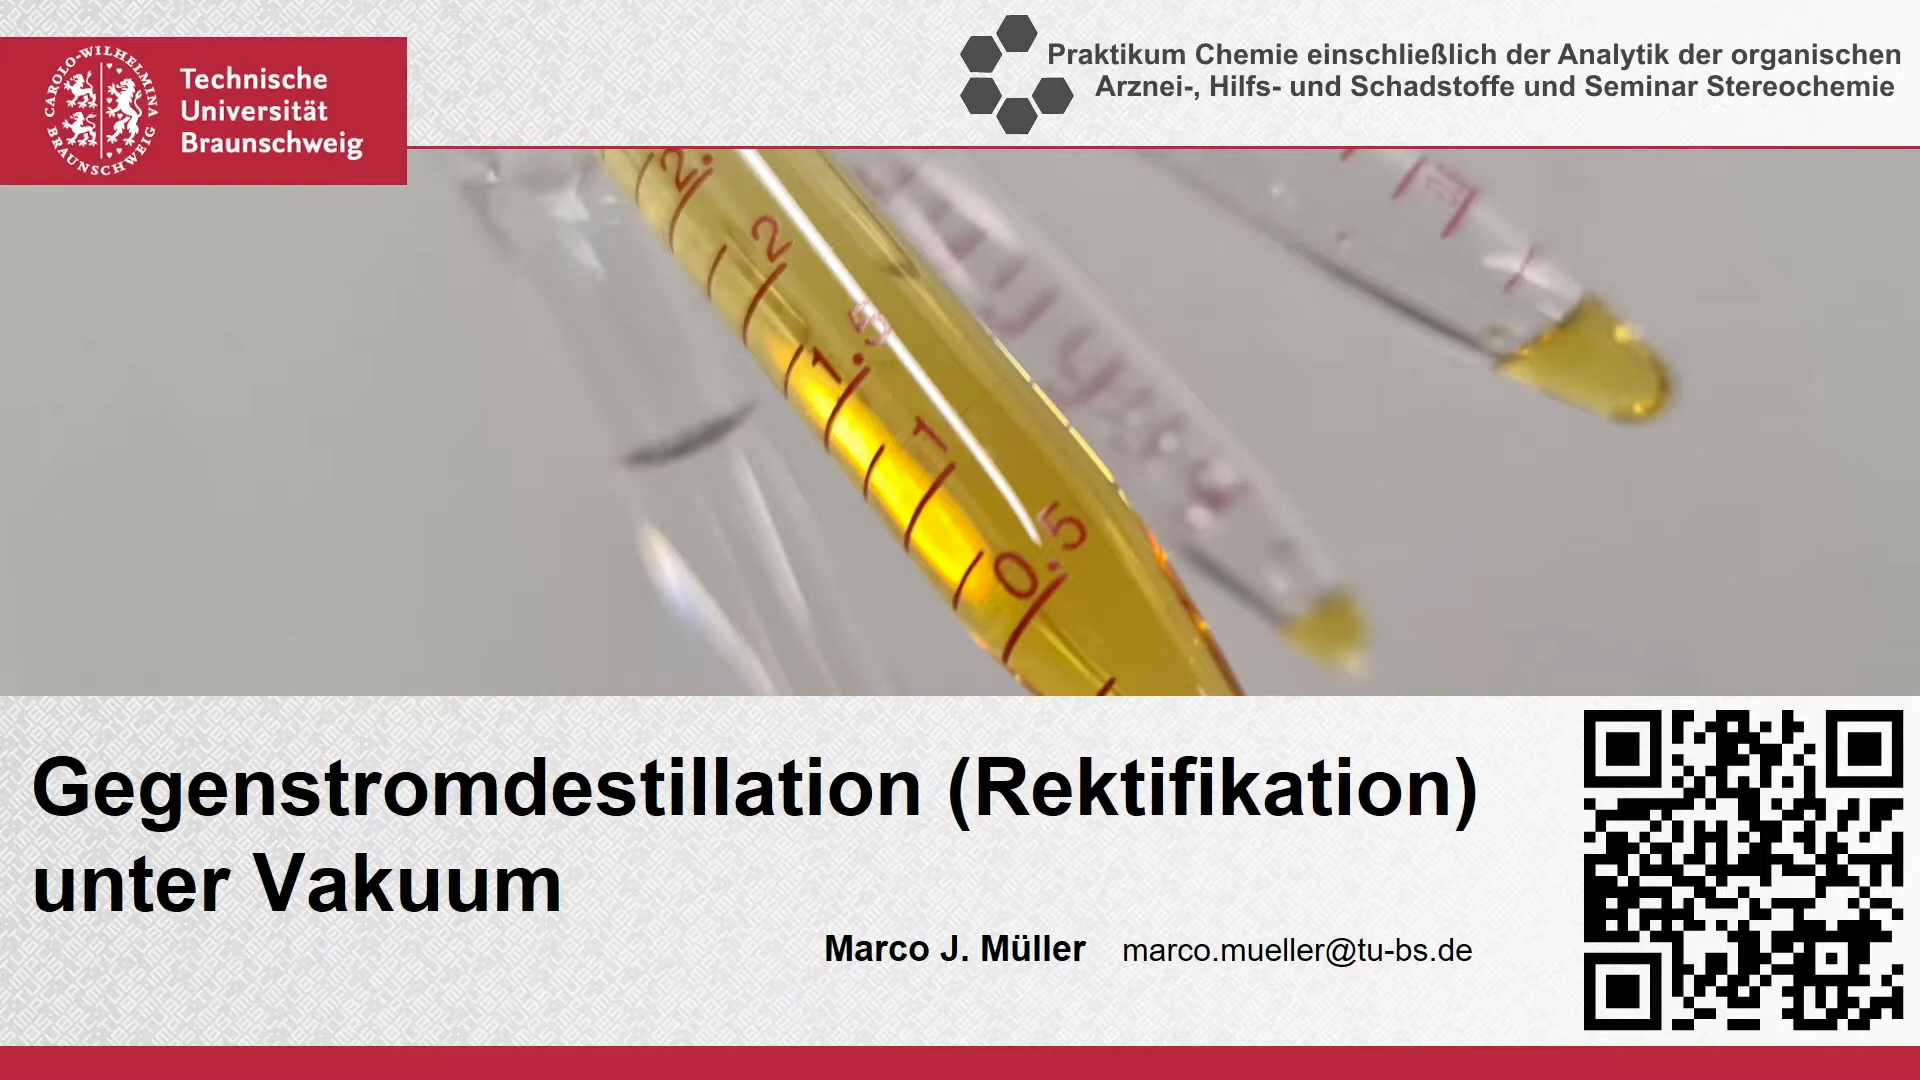 CAROLO-WILHELMINA
BRAUNSCHWEIG
Technische
Universität
Braunschweig
Praktikum Chemie einschließlich der Analytik der organischen
Arznei-, Hilfs- und Schadstoffe und Seminar Stereochemie
2.
2
1.5
1
0.5
Gegenstromdestillation (Rektifikation)
unter Vakuum
Marco J. Müller marco.mueller@tu-bs.de